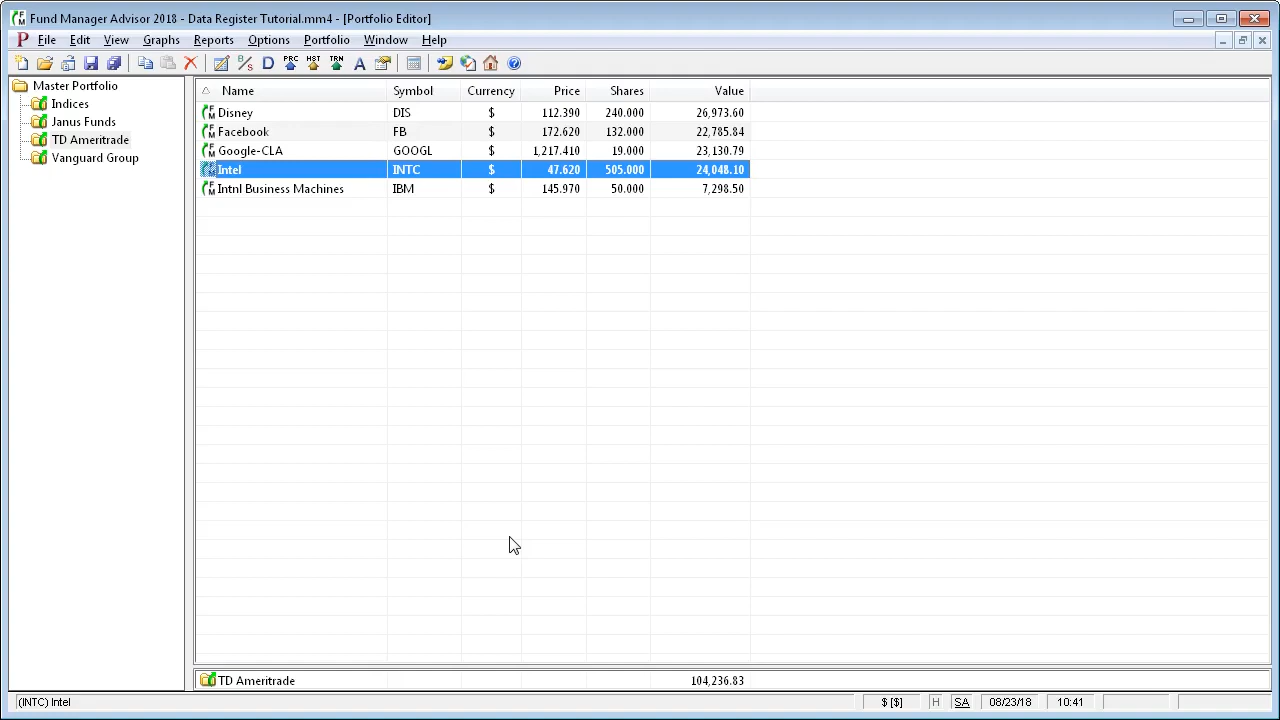 Fund Manager Advisor 2018 - Data Register Tutorial.mm4 - [Portfolio Editor]
File Edit View Graphs Reports Options Portfolio Window Help
B/S D PRC HST TRN A
Master Portfolio
Indices
Janus Funds
TD Ameritrade
Vanguard Group
Name Symbol Currency Price Shares Value
Disney DIS $ 112.390 240.000 26,973.60
Facebook FB $ 172.620 132.000 22,785.84
Google-CLA GOOGL $ 1,217.410 19.000 23,130.79
Intel INTC $ 47.620 505.000 24,048.10
Intnl Business Machines IBM $ 145.970 50.000 7,298.50
TD Ameritrade 104,236.83
(INTC) Intel $ [$] H SA 08/23/18 10:41